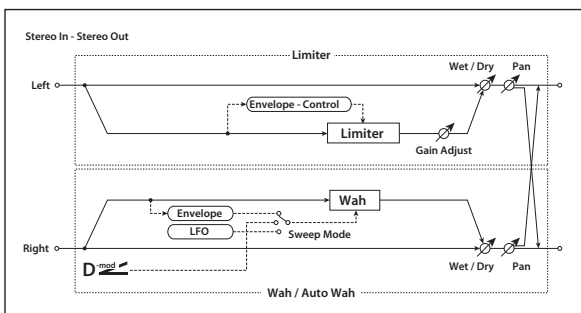 Stereo In - Stereo Out
Limiter
Wet / Dry
Pan
Left
Envelope - Control
Limiter
Gain Adjust
Envelope
Wah
LFO
Sweep Mode
Right
D-mod
Wet / Dry
Pan
Wah / Auto Wah